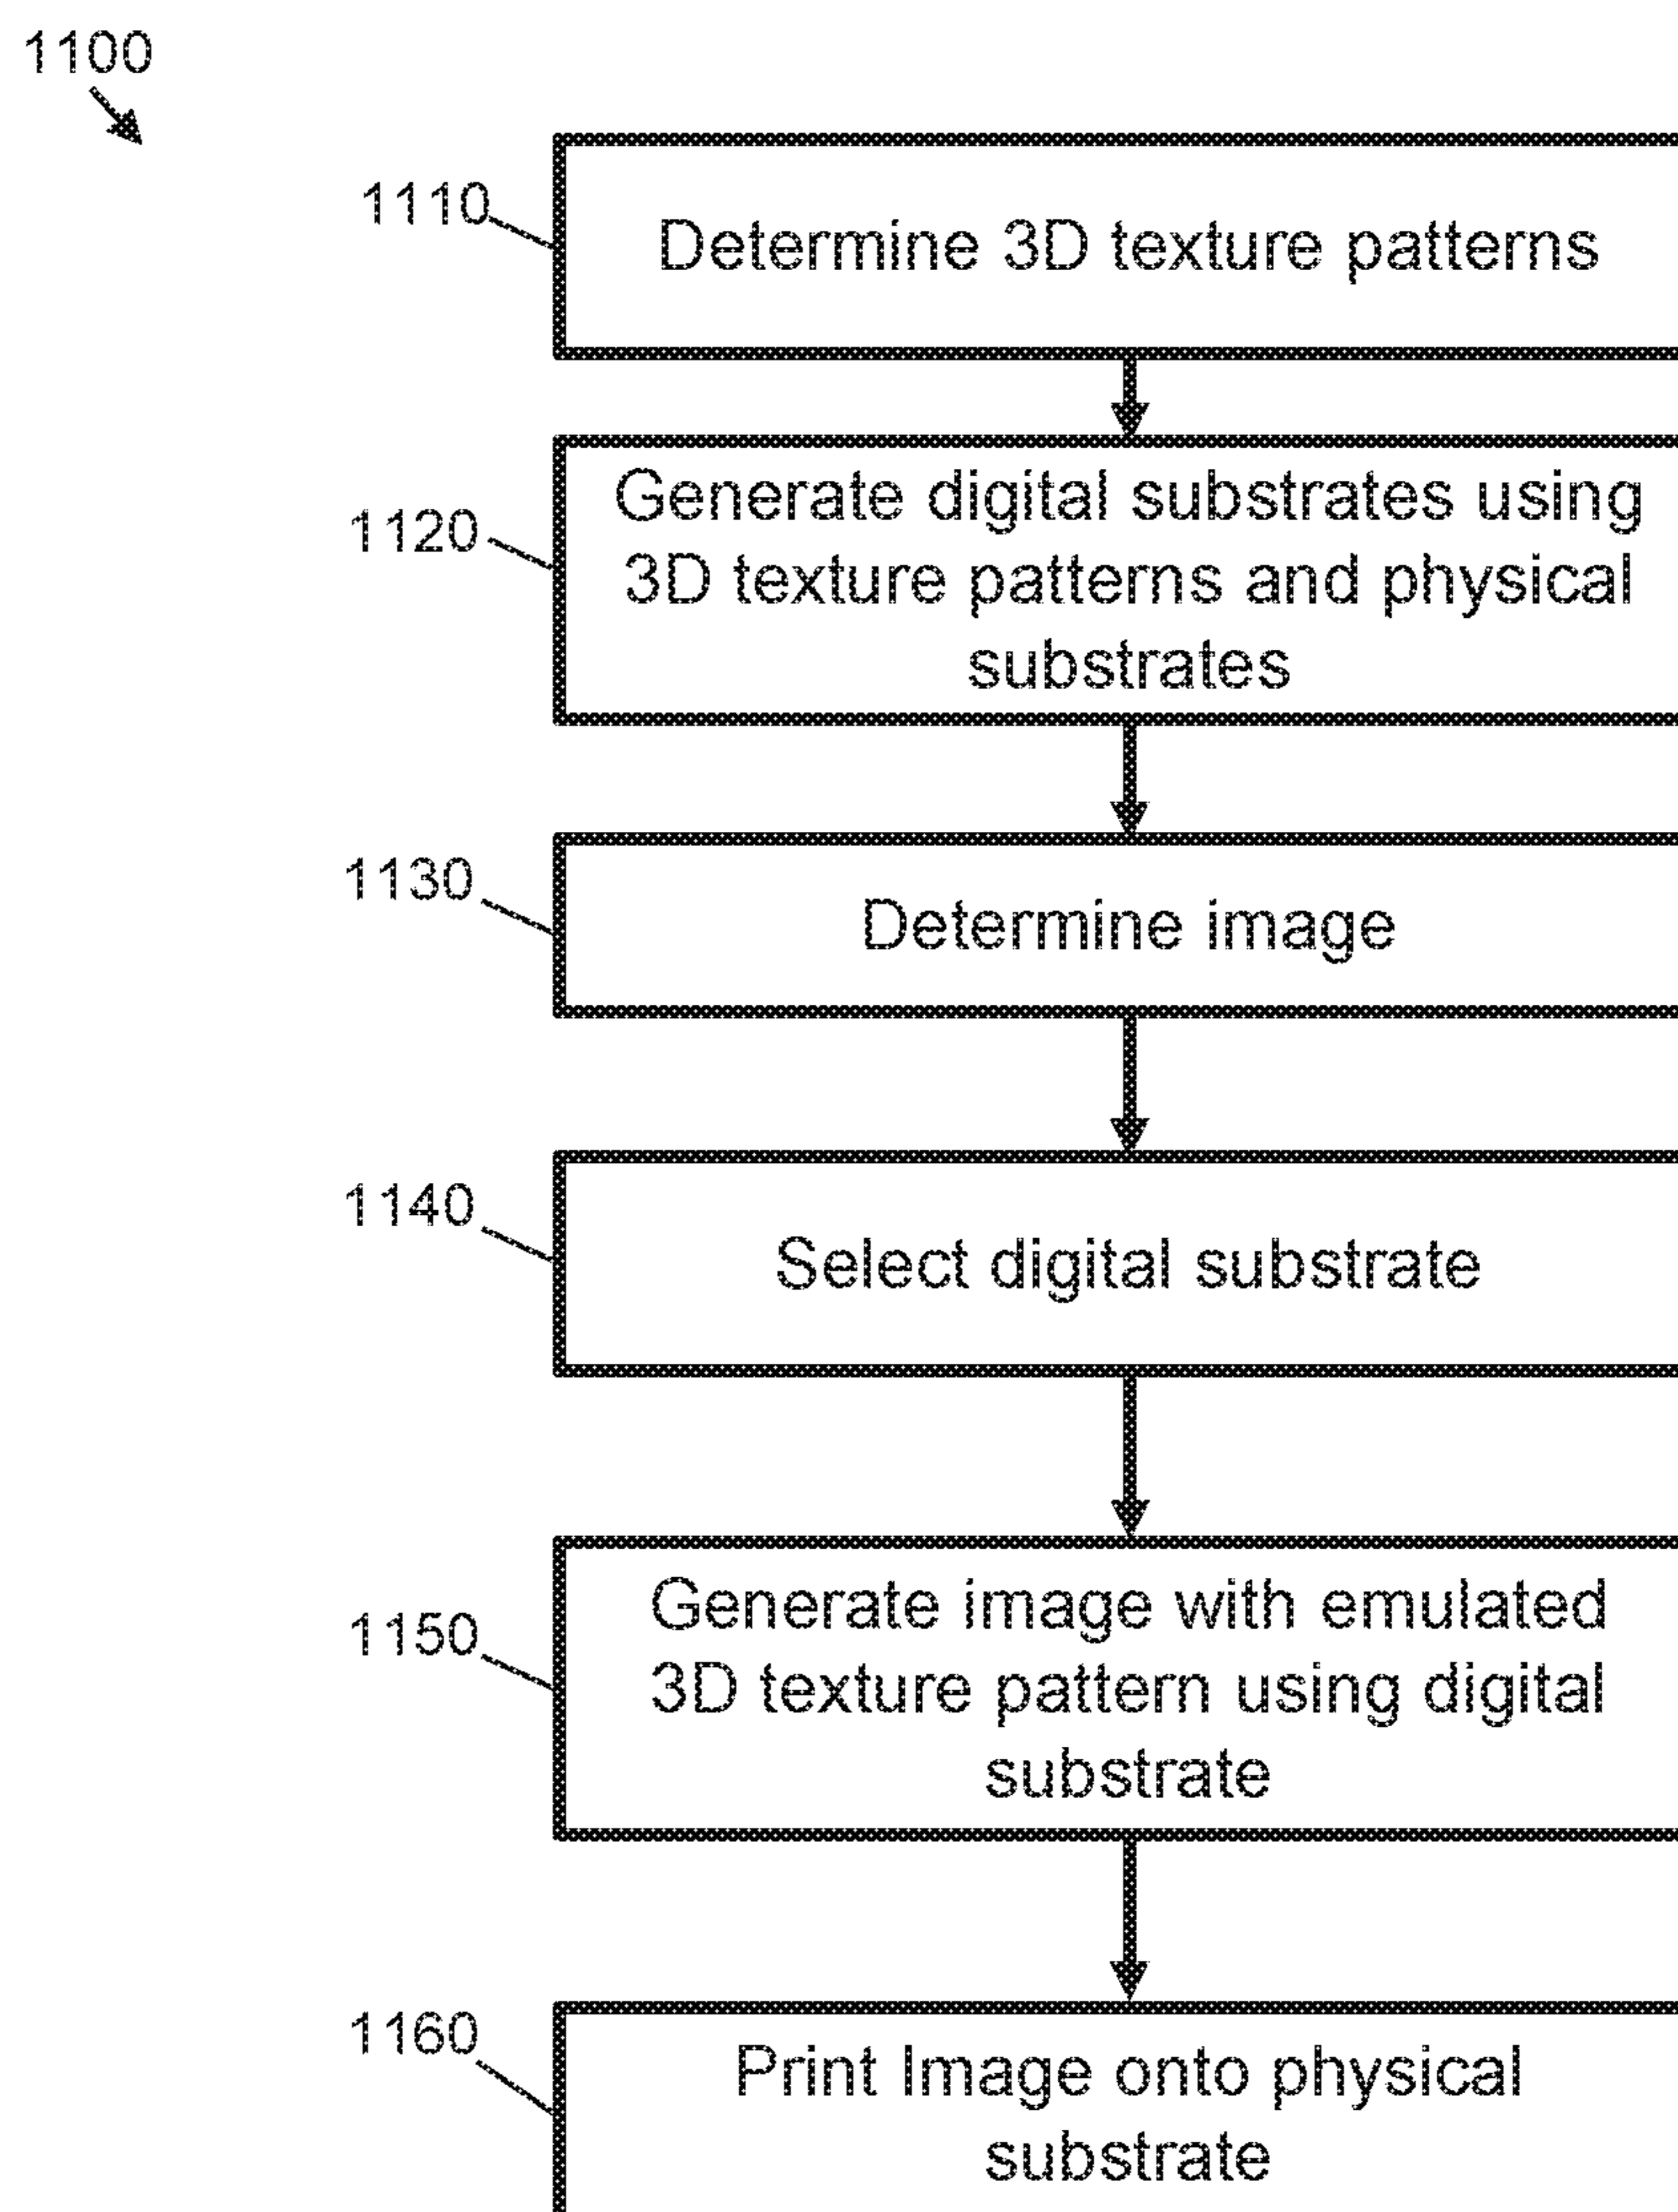 1100
1110
Determine 3D texture patterns
1120
Generate digital substrates using
3D texture patterns and physical
substrates
1130
Determine image
1140
Select digital substrate
1150
Generate image with emulated
3D texture pattern using digital
substrate
1160
Print Image onto physical
substrate